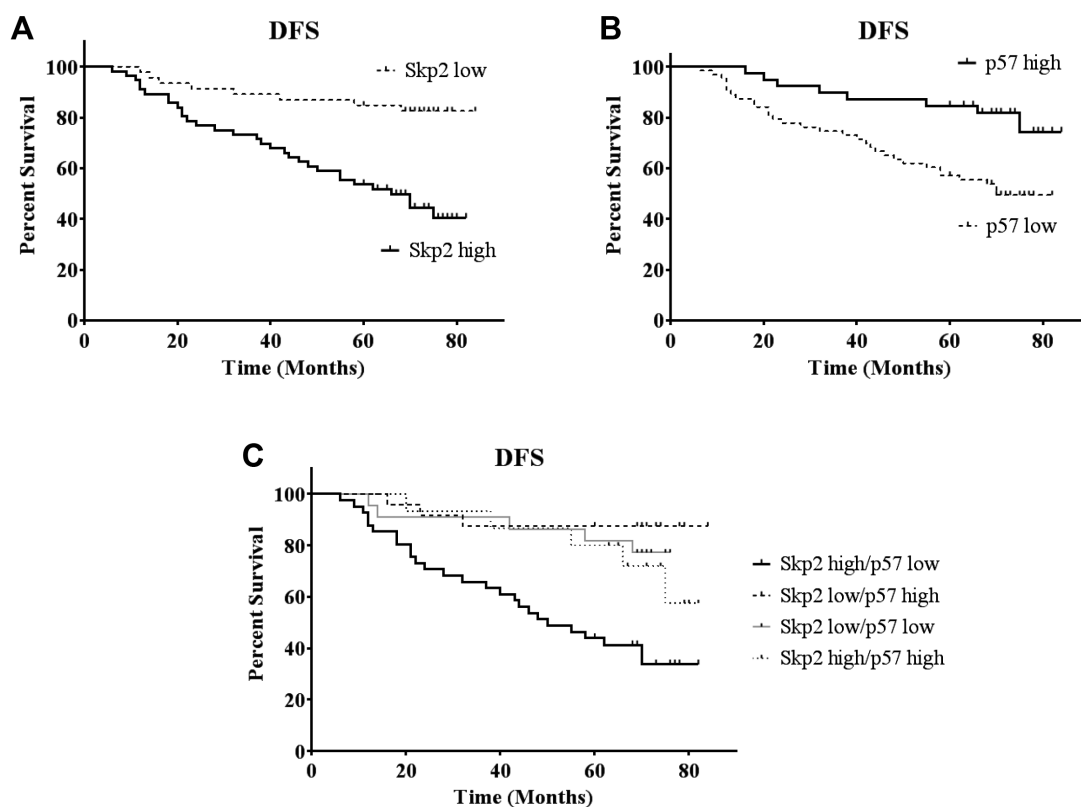 A
DFS
Percent Survival
100
80
60
40
20
0
Skp2 low
Skp2 high
0 20 40 60 80
Time (Months)
B
DFS
Percent Survival
100
80
60
40
20
0
p57 high
p57 low
0 20 40 60 80
Time (Months)
C
DFS
Percent Survival
100
80
60
40
20
0
0 20 40 60 80
Time (Months)
Skp2 high/p57 low
Skp2 low/p57 high
Skp2 low/p57 low
Skp2 high/p57 high